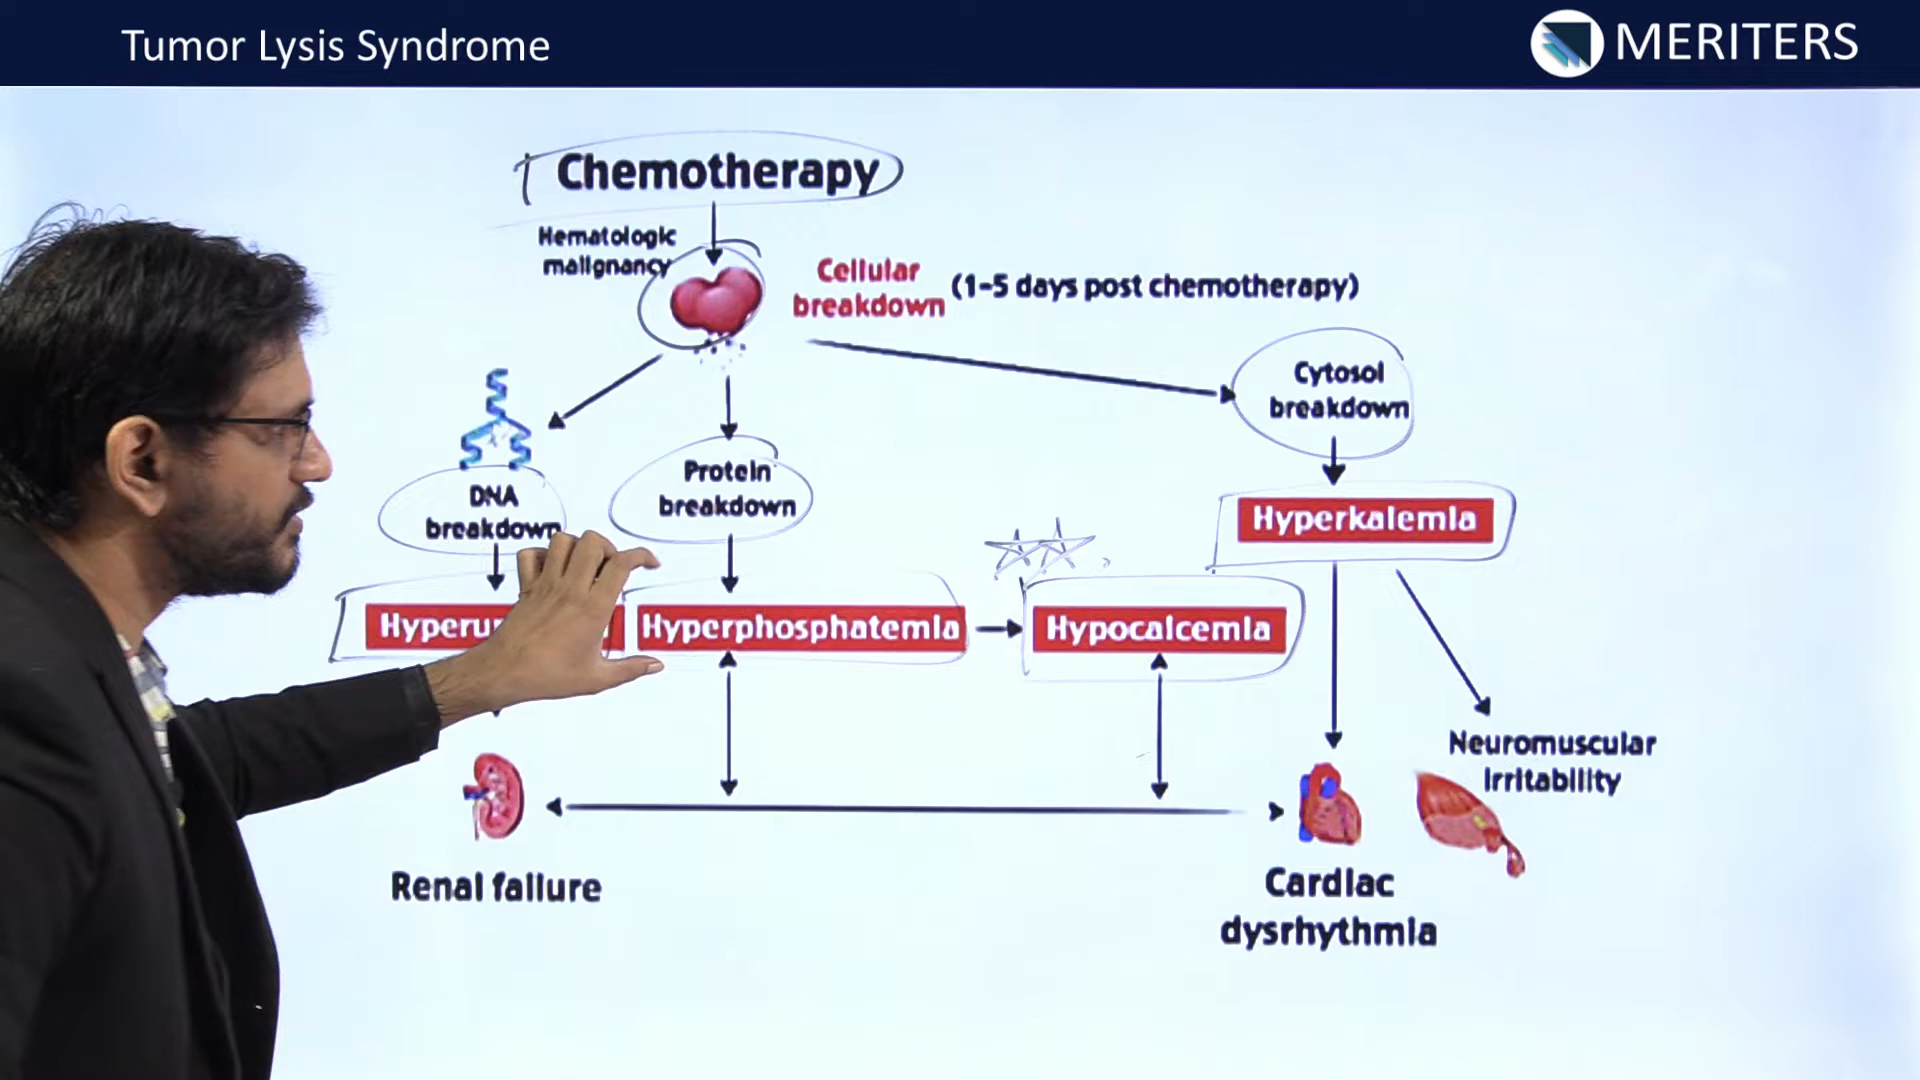 Tumor Lysis Syndrome
MERITERS
Chemotherapy
Hematologic
malignancy
Cellular
breakdown
(1-5 days post chemotherapy)
Cytosol
breakdown
DNA
breakdown
Protein
breakdown
Hyperkalemia
Hyperphosphatemia
Hypocalcemia
Neuromuscular
irritability
Renal failure
Cardiac
dysrhythmia